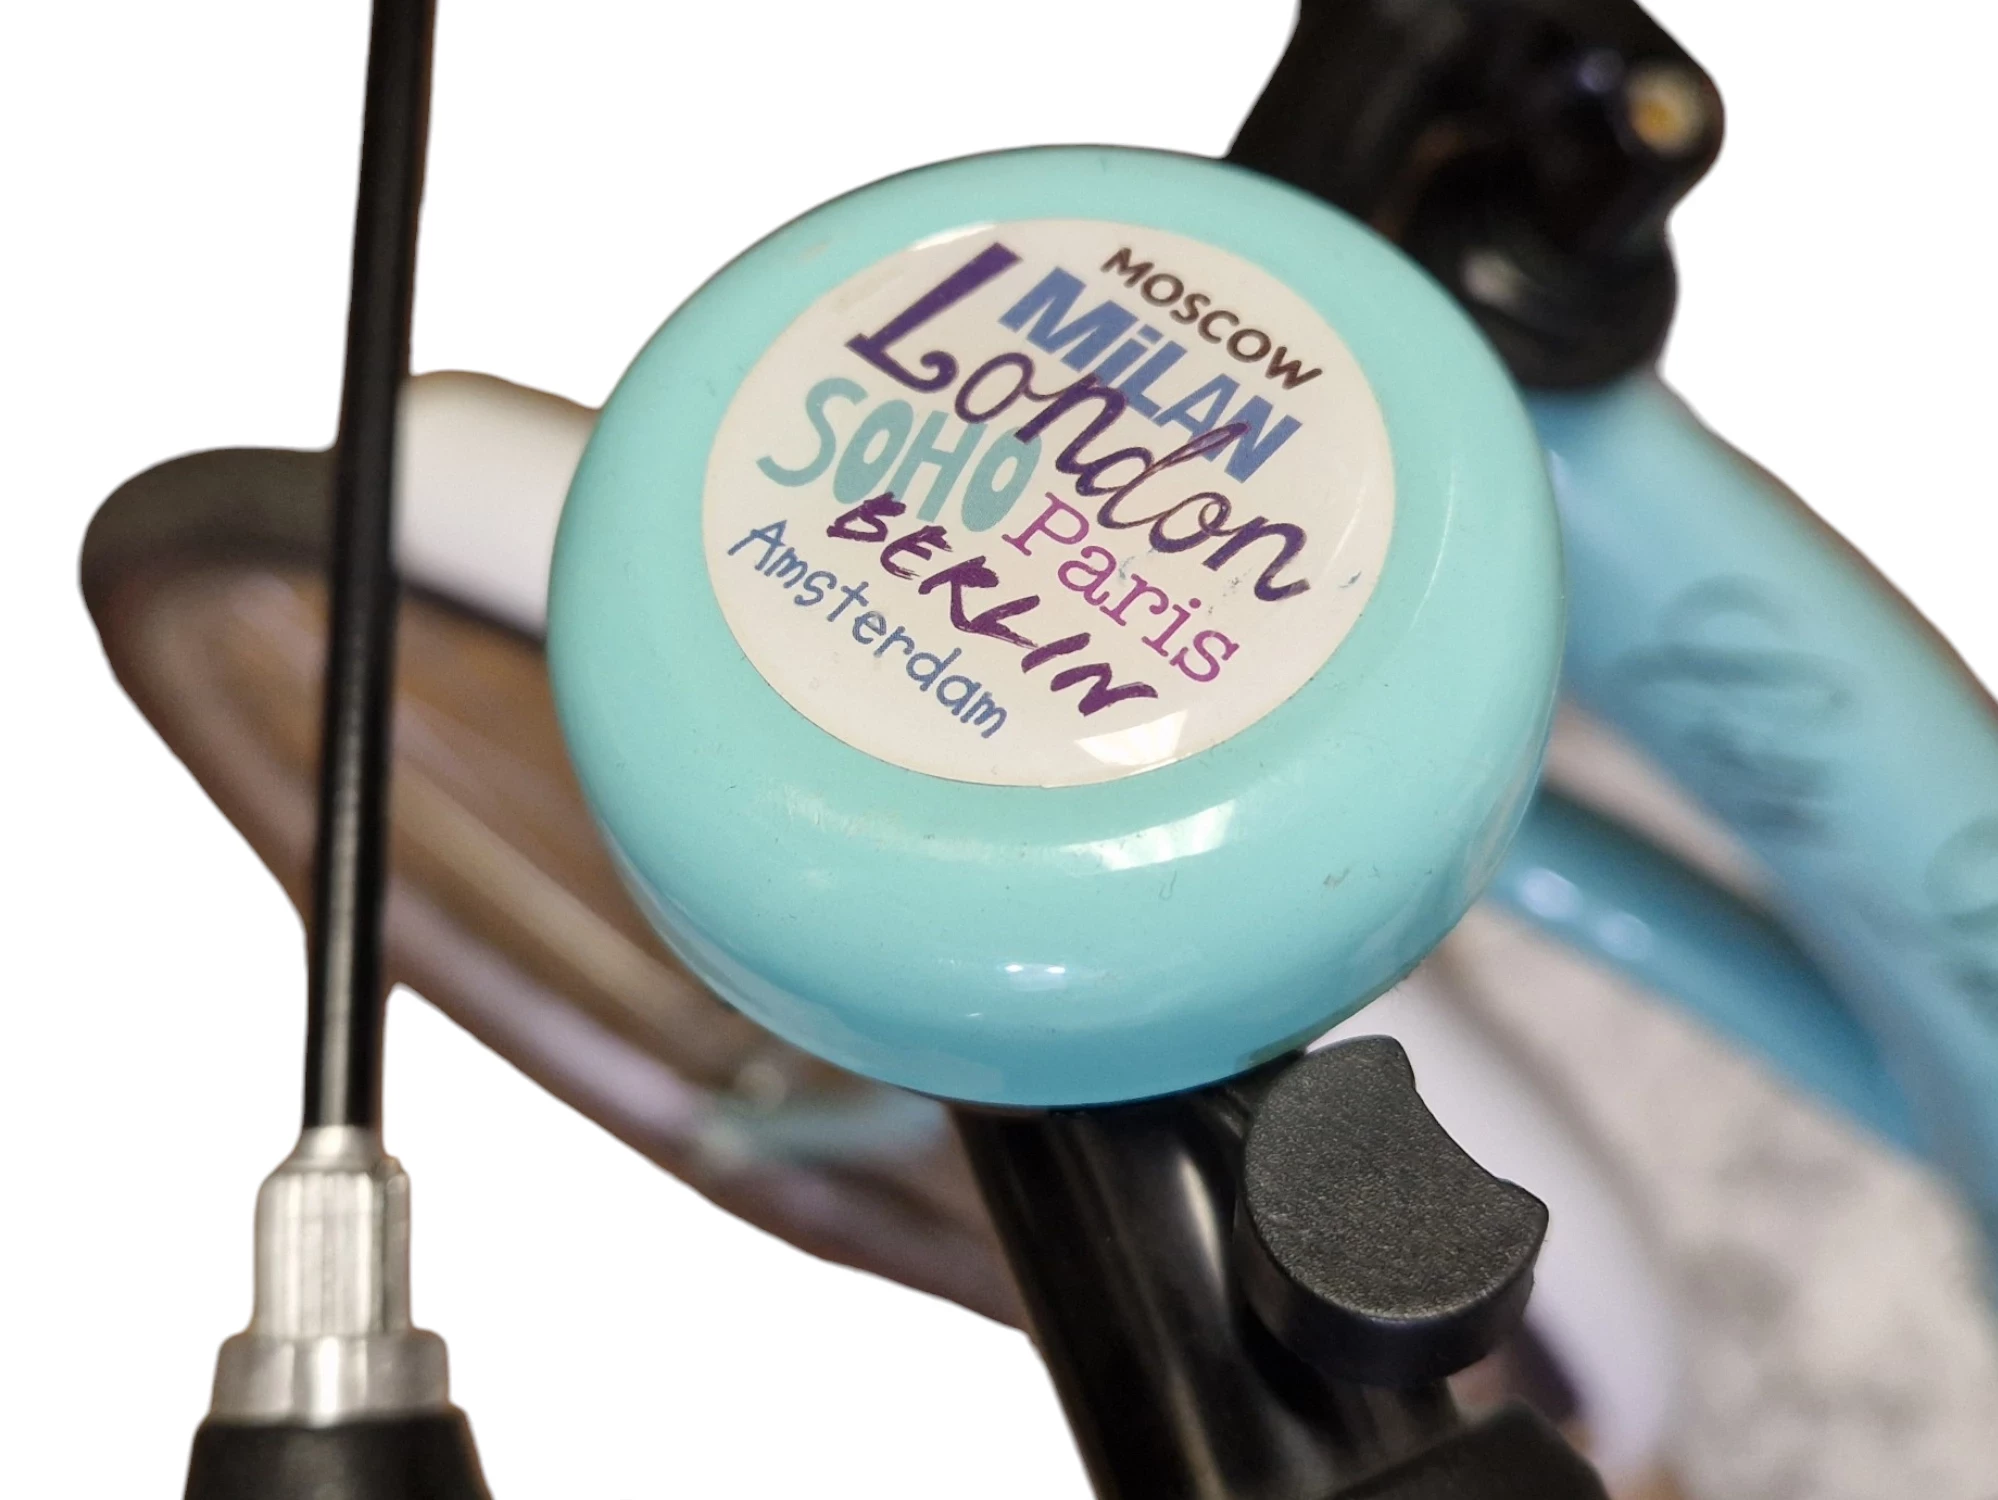 MOSCOW
MiLAN
London
SOHO
Paris
BERLIN
Amsterdam